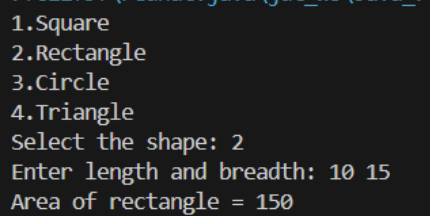 1.Square
2.Rectangle
3.Circle
4.Triangle
Select the shape: 2
Enter length and breadth: 10 15
Area of rectangle = 150